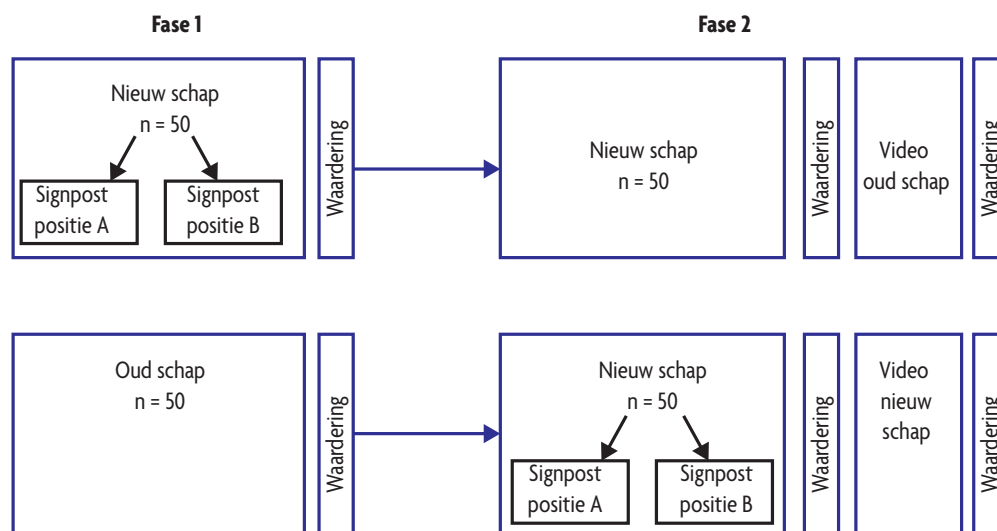 Fase 1
Fase 2
Nieuw schap
n = 50
Signpost
positie A
Signpost
positie B
Waardering
Nieuw schap
n = 50
Waardering
Video
oud schap
Waardering
Oud schap
n = 50
Waardering
Nieuw schap
n = 50
Signpost
positie A
Signpost
positie B
Waardering
Video
nieuw
schap
Waardering